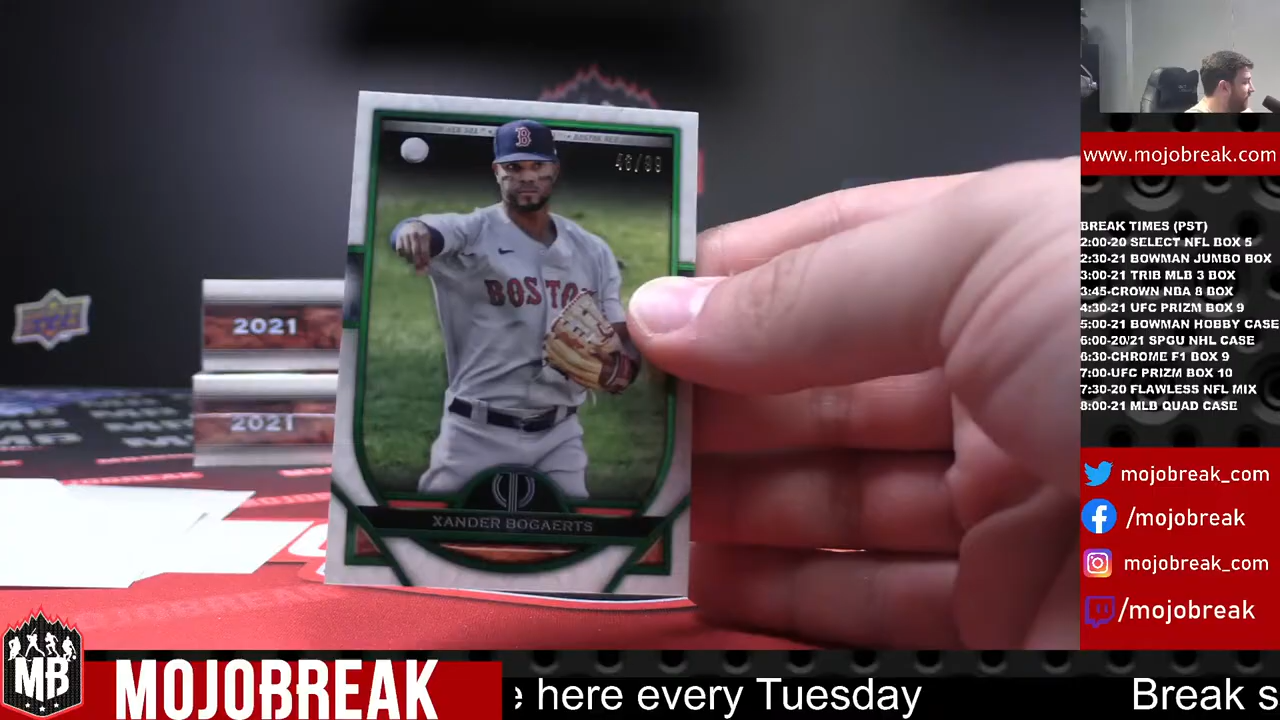 46/99
B
BOSTO
XANDER BOGAERTS
2021
2021
MB
MOJOBREAK
e here every Tuesday
Break s
www.mojobreak.com
BREAK TIMES (PST)
2:00-20 SELECT NFL BOX 5
2:30-21 BOWMAN JUMBO BOX
3:00-21 TRIB MLB 3 BOX
3:45-CROWN NBA 8 BOX
4:30-21 UFC PRIZM BOX 9
5:00-21 BOWMAN HOBBY CASE
6:00-20/21 SPGU NHL CASE
6:30-CHROME F1 BOX 9
7:00-UFC PRIZM BOX 10
7:30-20 FLAWLESS NFL MIX
8:00-21 MLB QUAD CASE
mojobreak_com
/mojobreak
mojobreak_com
/mojobreak